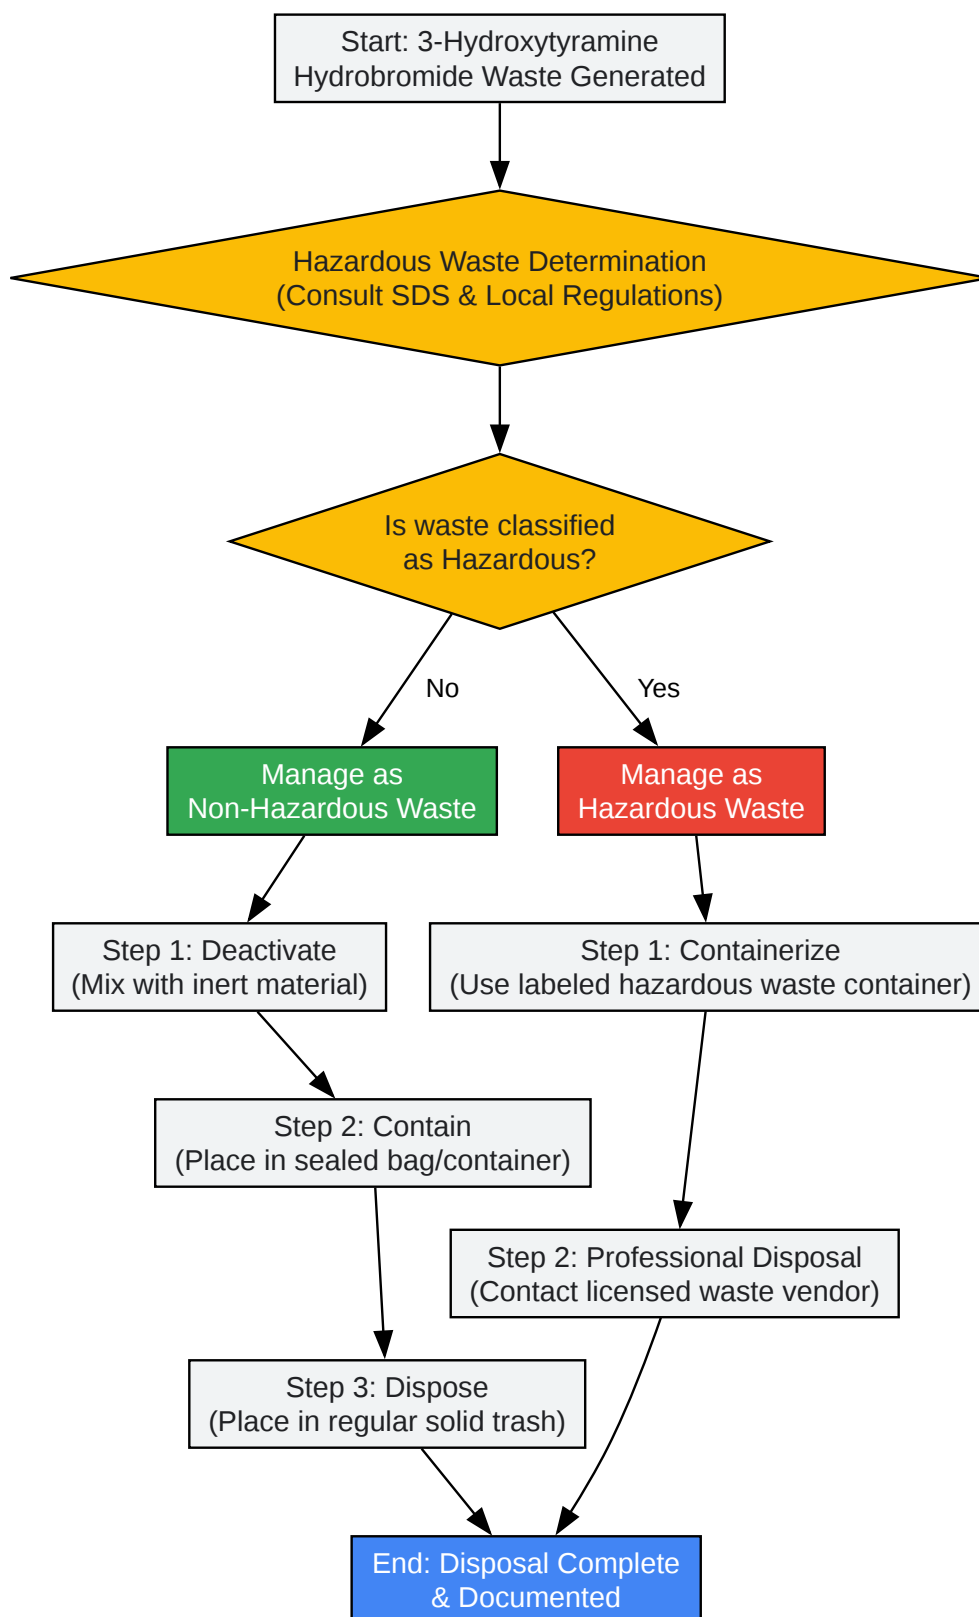 Start: 3-Hydroxytyramine
Hydrobromide Waste Generated
Hazardous Waste Determination
(Consult SDS & Local Regulations)
Is waste classified
as Hazardous?
No
Yes
Manage as
Non-Hazardous Waste
Manage as
Hazardous Waste
Step 1: Deactivate
(Mix with inert material)
Step 1: Containerize
(Use labeled hazardous waste container)
Step 2: Contain
(Place in sealed bag/container)
Step 2: Professional Disposal
(Contact licensed waste vendor)
Step 3: Dispose
(Place in regular solid trash)
End: Disposal Complete
& Documented